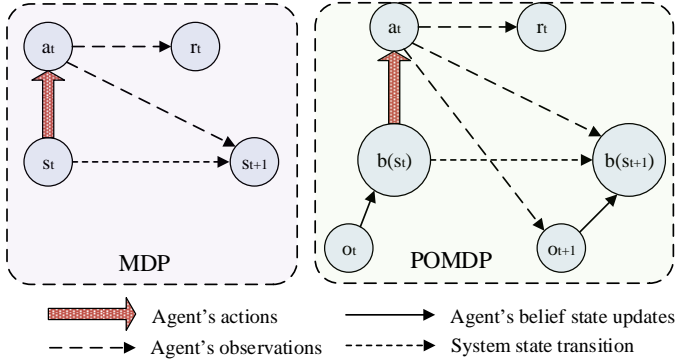 at
rt
st
st+1
MDP
at
rt
b(st)
b(st+1)
ot
ot+1
POMDP
Agent's actions
Agent's belief state updates
Agent's observations
System state transition